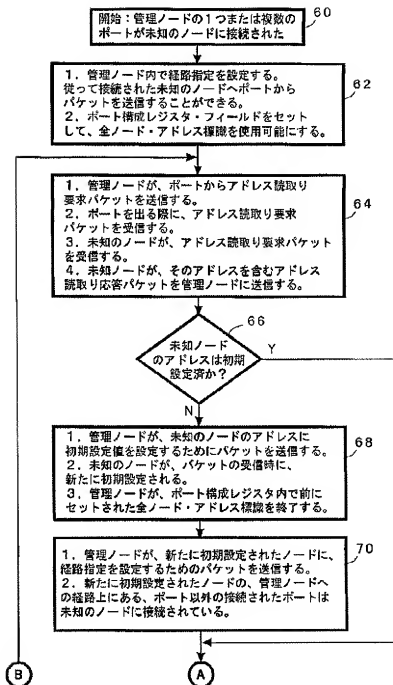 60
開始：管理ノードの１つまたは複数の
ポートが未知のノードに接続された
62
１．管理ノード内で経路指定を設定する。
従って接続された未知のノードへポートから
パケットを送信することができる。
２．ポート構成レジスタ・フィールドをセット
して、全ノード・アドレス標識を使用可能にする。
64
１．管理ノードが、ポートからアドレス読取り
要求パケットを送信する。
２．ポートを出る際に、アドレス読取り要求
パケットを受信する。
３．未知のノードが、アドレス読取り要求パケット
を受信する。
４．未知のノードが、そのアドレスを含むアドレス
読取り応答パケットを管理ノードに送信する。
66
未知ノード
のアドレスは初期
設定済か？
Y
N
68
１．管理ノードが、未知のノードのアドレスに
初期設定値を設定するためにパケットを送信する。
２．未知のノードが、パケットの受信時に、
新たに初期設定される。
３．管理ノードが、ポート構成レジスタ内で前に
セットされた全ノード・アドレス標識を終了する。
70
１．管理ノードが、新たに初期設定されたノードに、
経路指定を設定するためのパケットを送信する。
２．新たに初期設定されたノードの、管理ノードへ
の経路上にある、ポート以外の接続されたポートは
未知のノードに接続されている。
B
A